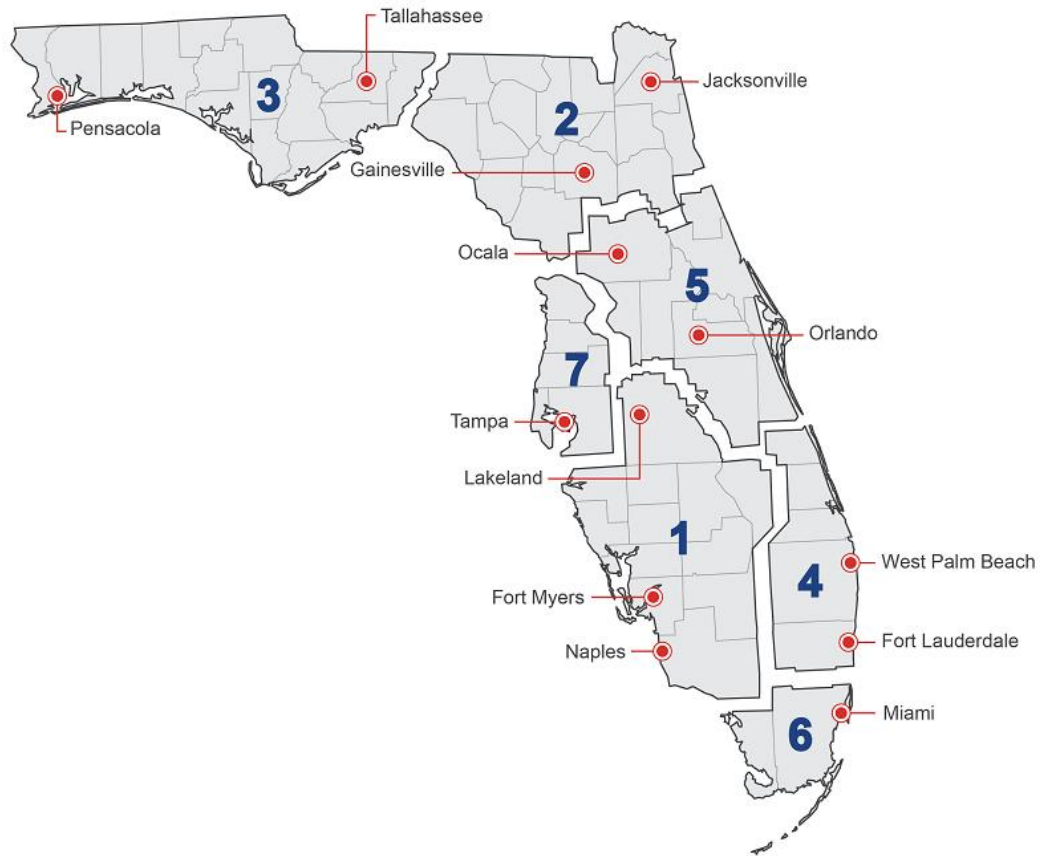 Tallahassee
Jacksonville
3
2
Pensacola
Gainesville
Ocala
5
Orlando
7
Tampa
Lakeland
1
West Palm Beach
4
Fort Myers
Fort Lauderdale
Naples
Miami
6